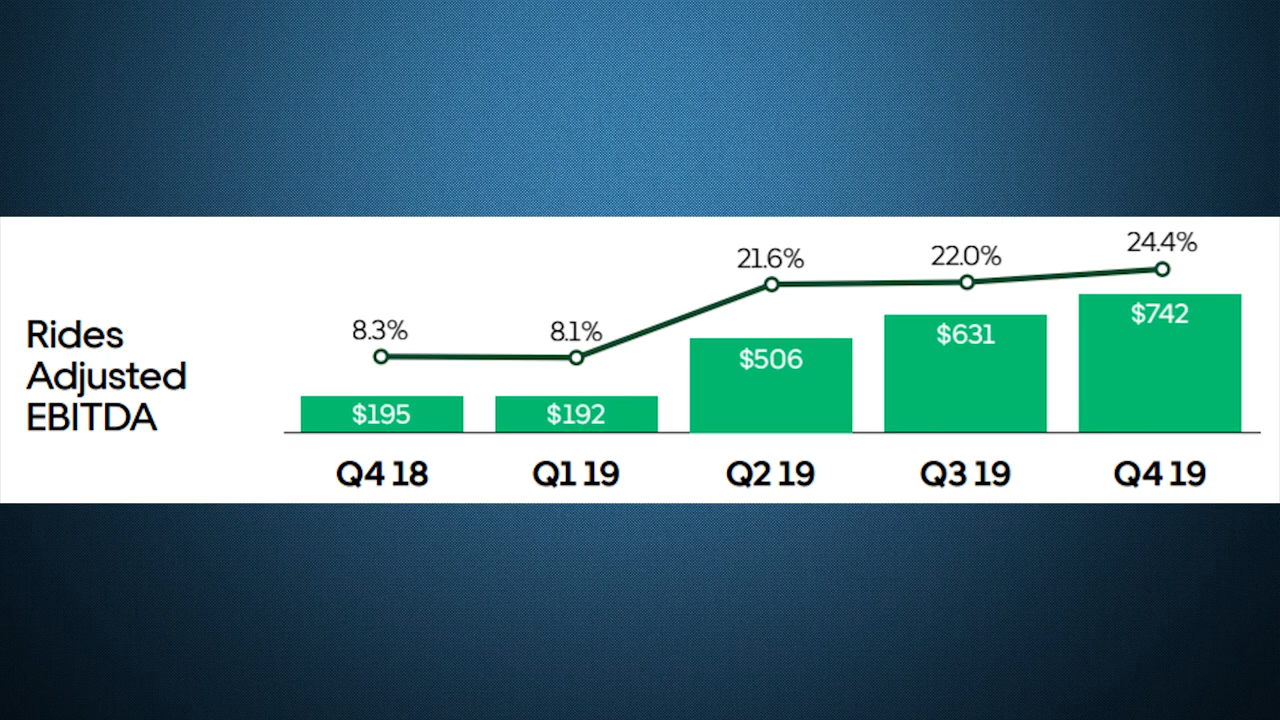 Rides
Adjusted
EBITDA
8.3%
8.1%
21.6%
22.0%
24.4%
$195
$192
$506
$631
$742
Q4 18
Q1 19
Q2 19
Q3 19
Q4 19